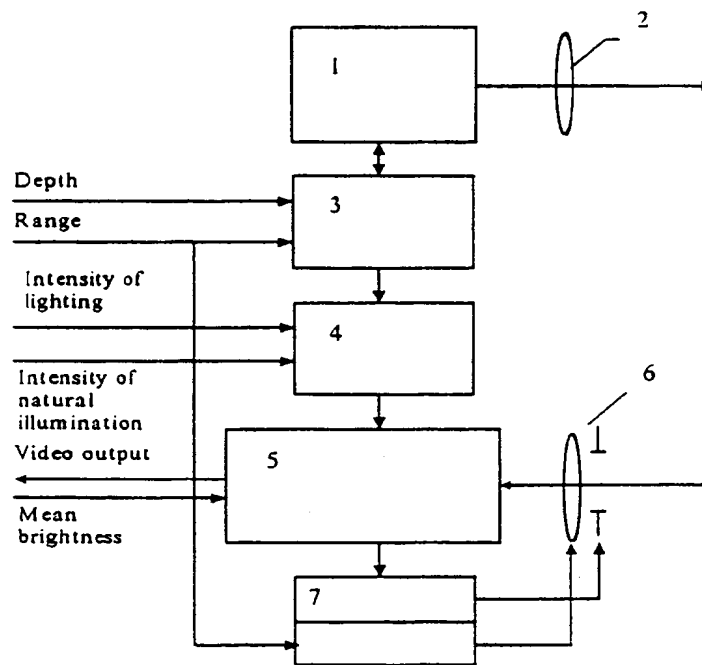 2
1
Depth
3
Range
Intensity of
lighting
4
Intensity of
natural
illumination
6
Video output
5
Mean
brightness
7